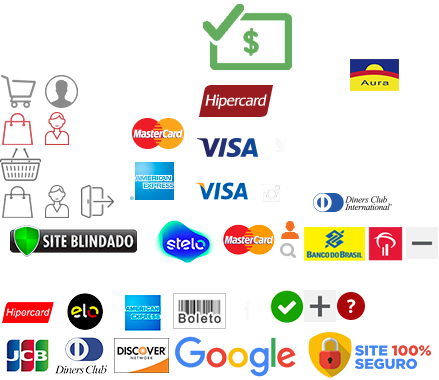 $
Hipercard
Aura
MasterCard
VISA
AMERICAN EXPRESS
VISA
Diners Club International®
SITE BLINDADO
stelo
MasterCard
BANCO DO BRASIL
Hipercard
elo
AMERICAN EXPRESS
Boleto
?
JCB
Diners Club
DISCOVER
NETWORK
Google
SITE 100%
SEGURO